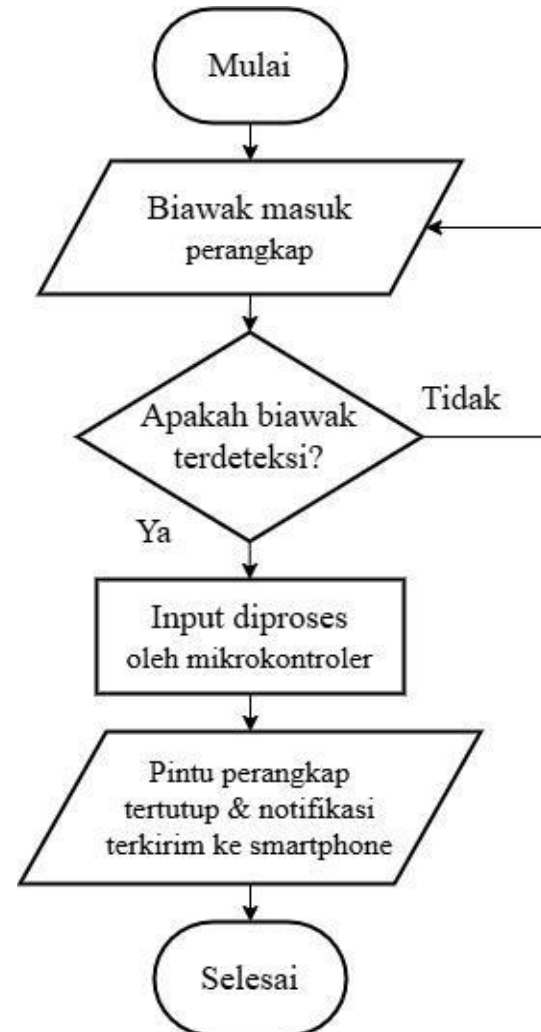 Mulai
Biawak masuk
perangkap
Apakah biawak
terdeteksi?
Tidak
Ya
Input diproses
oleh mikrokontroler
Pintu perangkap
tertutup & notifikasi
terkirim ke smartphone
Selesai